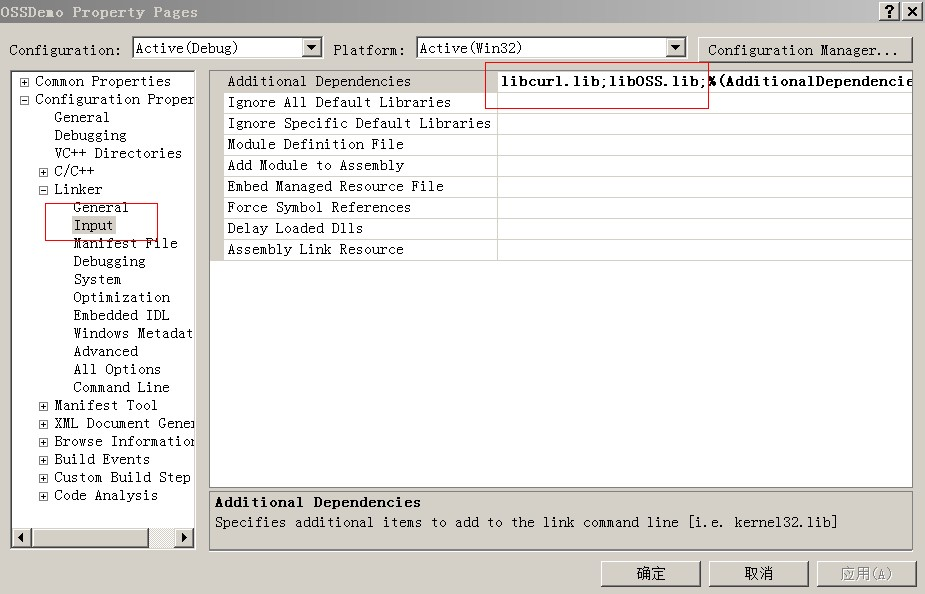 OSSDemo Property Pages
Configuration: Active(Debug) Platform: Active(Win32) Configuration Manager...
Common Properties
Configuration Proper
General
Debugging
VC++ Directories
C/C++
Linker
General
Input
Manifest File
Debugging
System
Optimization
Embedded IDL
Windows Metadat
Advanced
All Options
Command Line
Manifest Tool
XML Document Gener
Browse Information
Build Events
Custom Build Step
Code Analysis
Additional Dependencies libcurl.lib;libOSS.lib;%(AdditionalDependencie
Ignore All Default Libraries
Ignore Specific Default Libraries
Module Definition File
Add Module to Assembly
Embed Managed Resource File
Force Symbol References
Delay Loaded Dlls
Assembly Link Resource
Additional Dependencies
Specifies additional items to add to the link command line [i.e. kernel32.lib]
确定 取消 应用(A)